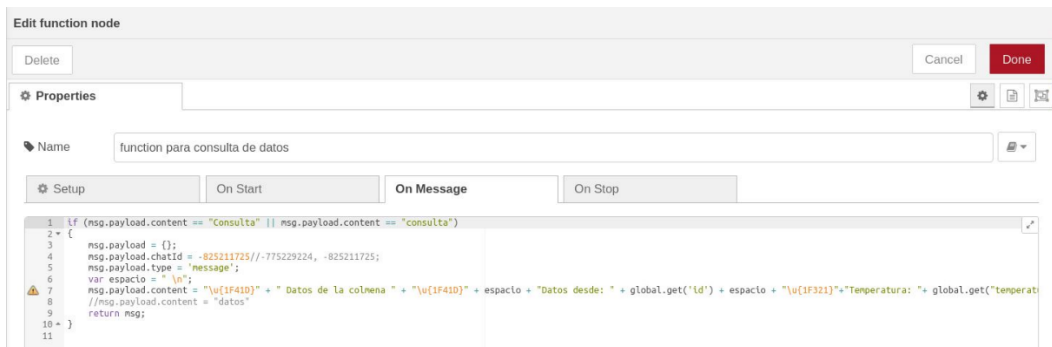 Edit function node
Delete
Cancel
Done
Properties
Name
function para consulta de datos
Setup
On Start
On Message
On Stop
1 if (msg.payload.content == "Consulta" || msg.payload.content == "consulta")
2 {
3 msg.payload = {};
4 msg.payload.chatId = -825211725//-775229224, -825211725;
5 msg.payload.type = 'message';
6 var espacio = " \n";
7 msg.payload.content = "\u{1F41D}" + " Datos de la colmena " + "\u{1F41D}" + espacio + "Datos desde: " + global.get('id') + espacio + "\u{1F321}"+"Temperatura: "+ global.get("temperat
8 //msg.payload.content = "datos"
9 return msg;
10 }
11